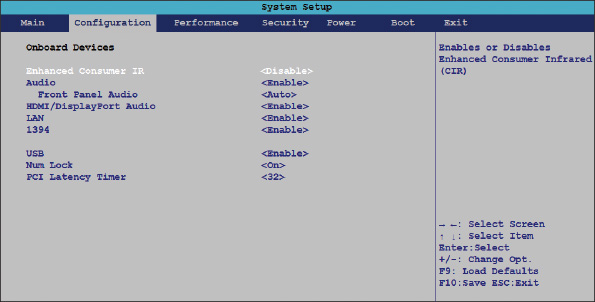 System Setup
Main Configuration Performance Security Power Boot Exit
Onboard Devices
Enhanced Consumer IR <Disable>
Audio <Enable>
Front Panel Audio <Auto>
HDMI/DisplayPort Audio <Enable>
LAN <Enable>
1394 <Enable>
USB <Enable>
Num Lock <On>
PCI Latency Timer <32>
Enables or Disables
Enhanced Consumer Infrared
(CIR)
→ ←: Select Screen
↑ ↓: Select Item
Enter:Select
+/-: Change Opt.
F9: Load Defaults
F10:Save ESC:Exit